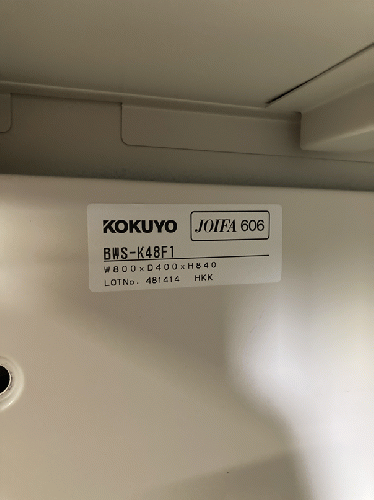 KOKUYO JOIFA 606
BWS-K48F1
W800×D400×H840
LOTNo. 481414 HKK